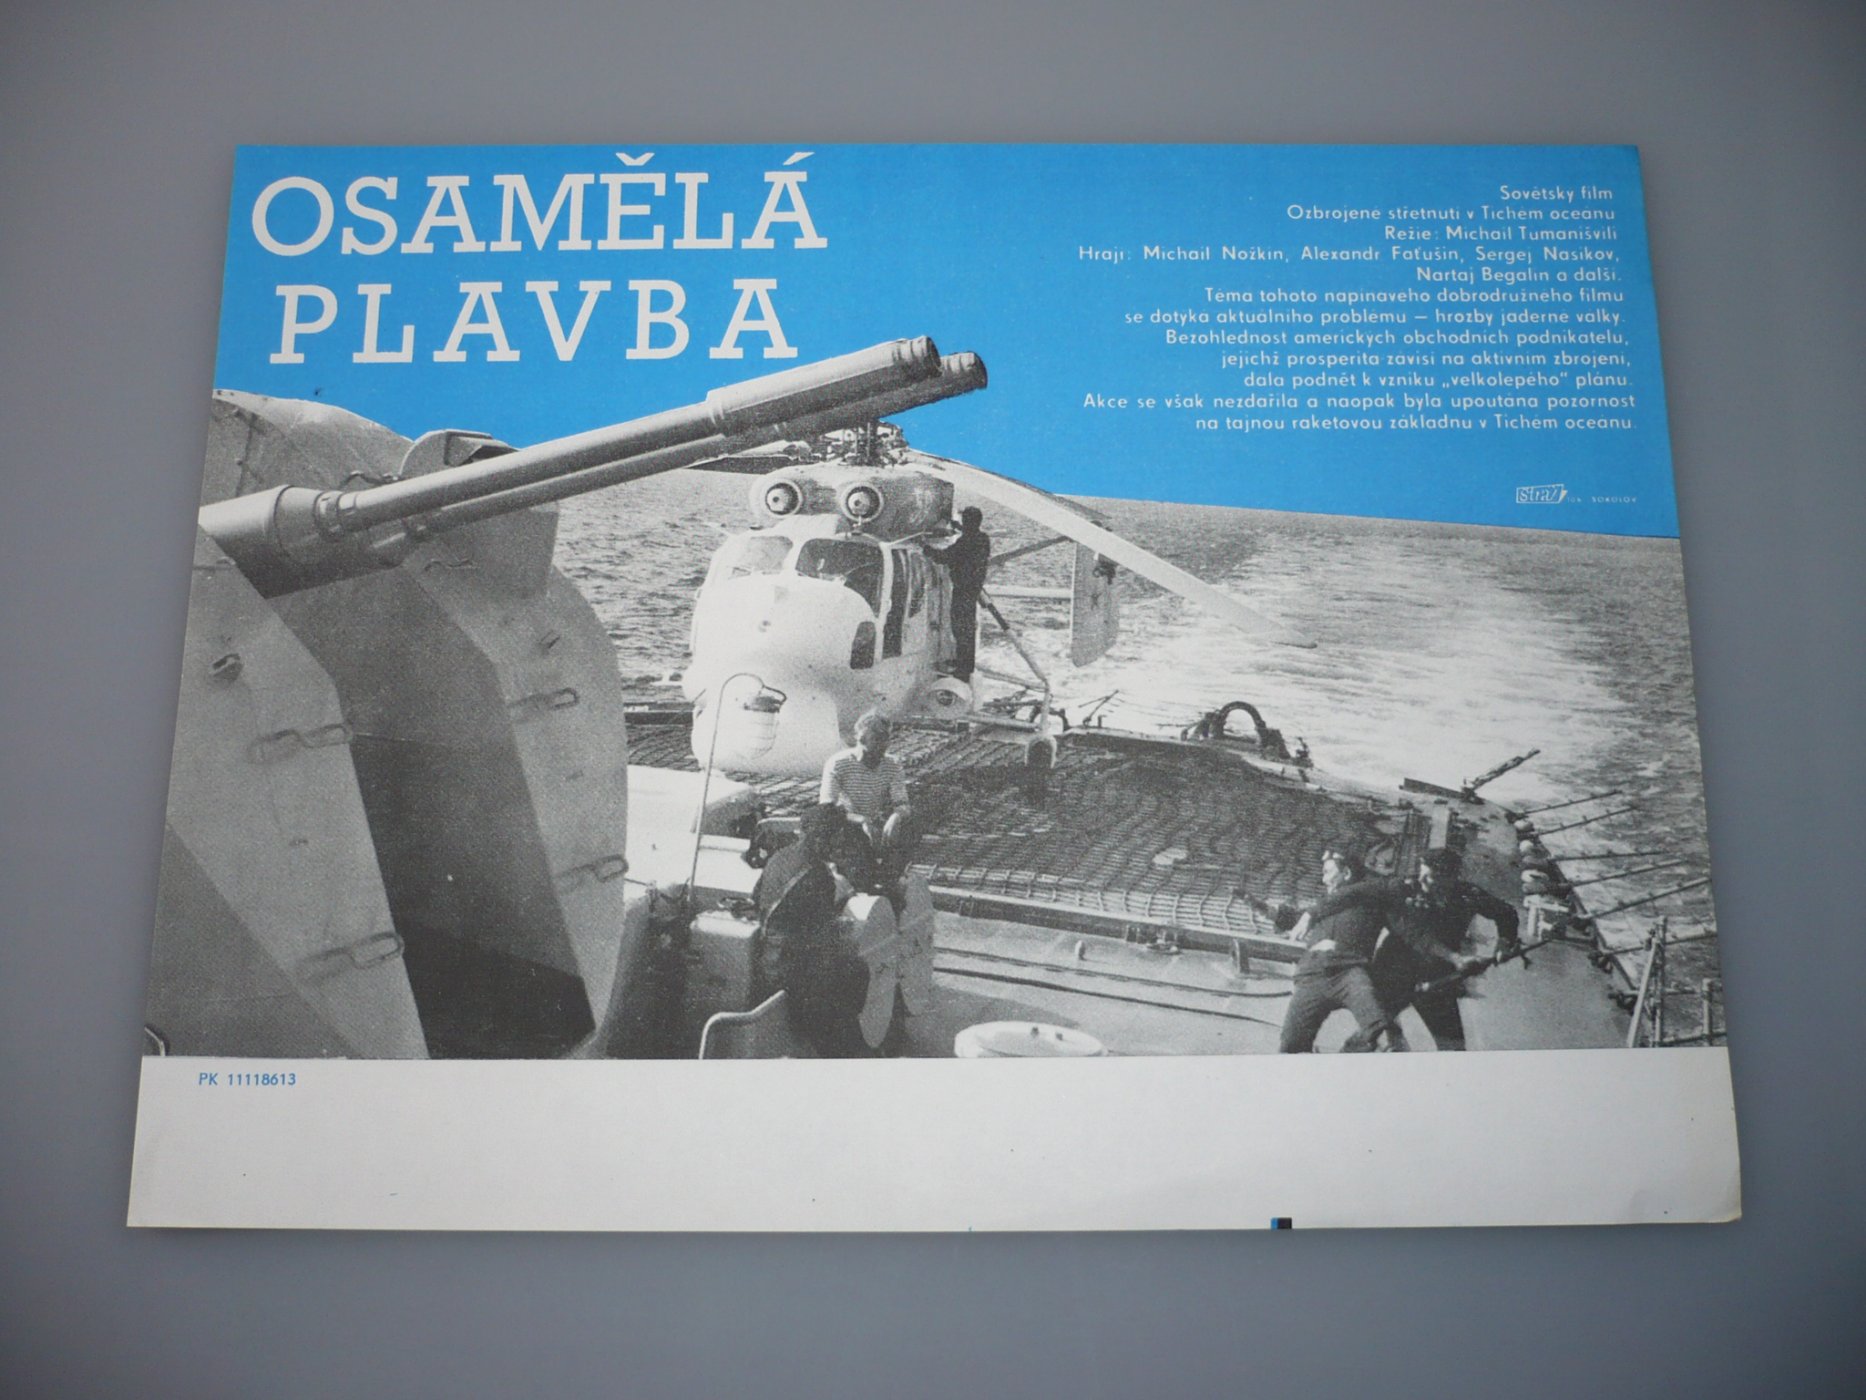 OSAMĚLÁ
PLAVBA
Sovětský film
Ozbrojené střetnutí v Tichém oceánu
Režie: Michail Tumanišvili
Hrají: Michail Nožkin, Alexandr Faťušin, Sergej Nasikov,
Nartaj Begalin a další.
Téma tohoto napínavého dobrodružného filmu
se dotýká aktuálního problému — hrozby jaderné války.
Bezohlednost amerických obchodních podnikatelu,
jejichž prosperita závisí na aktivním zbrojení,
dala podnět k vzniku „velkolepého" plánu.
Akce se však nezdařila a naopak byla upoutána pozornost
na tajnou raketovou základnu v Tichém oceánu.
Stráž
SOKOLOV
PK 11118613